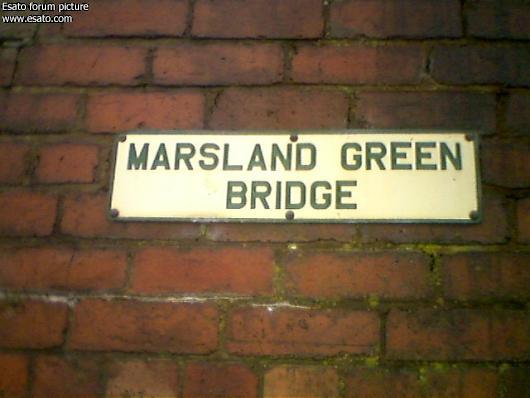 Esato forum picture
www.esato.com
MARSLAND GREEN
BRIDGE